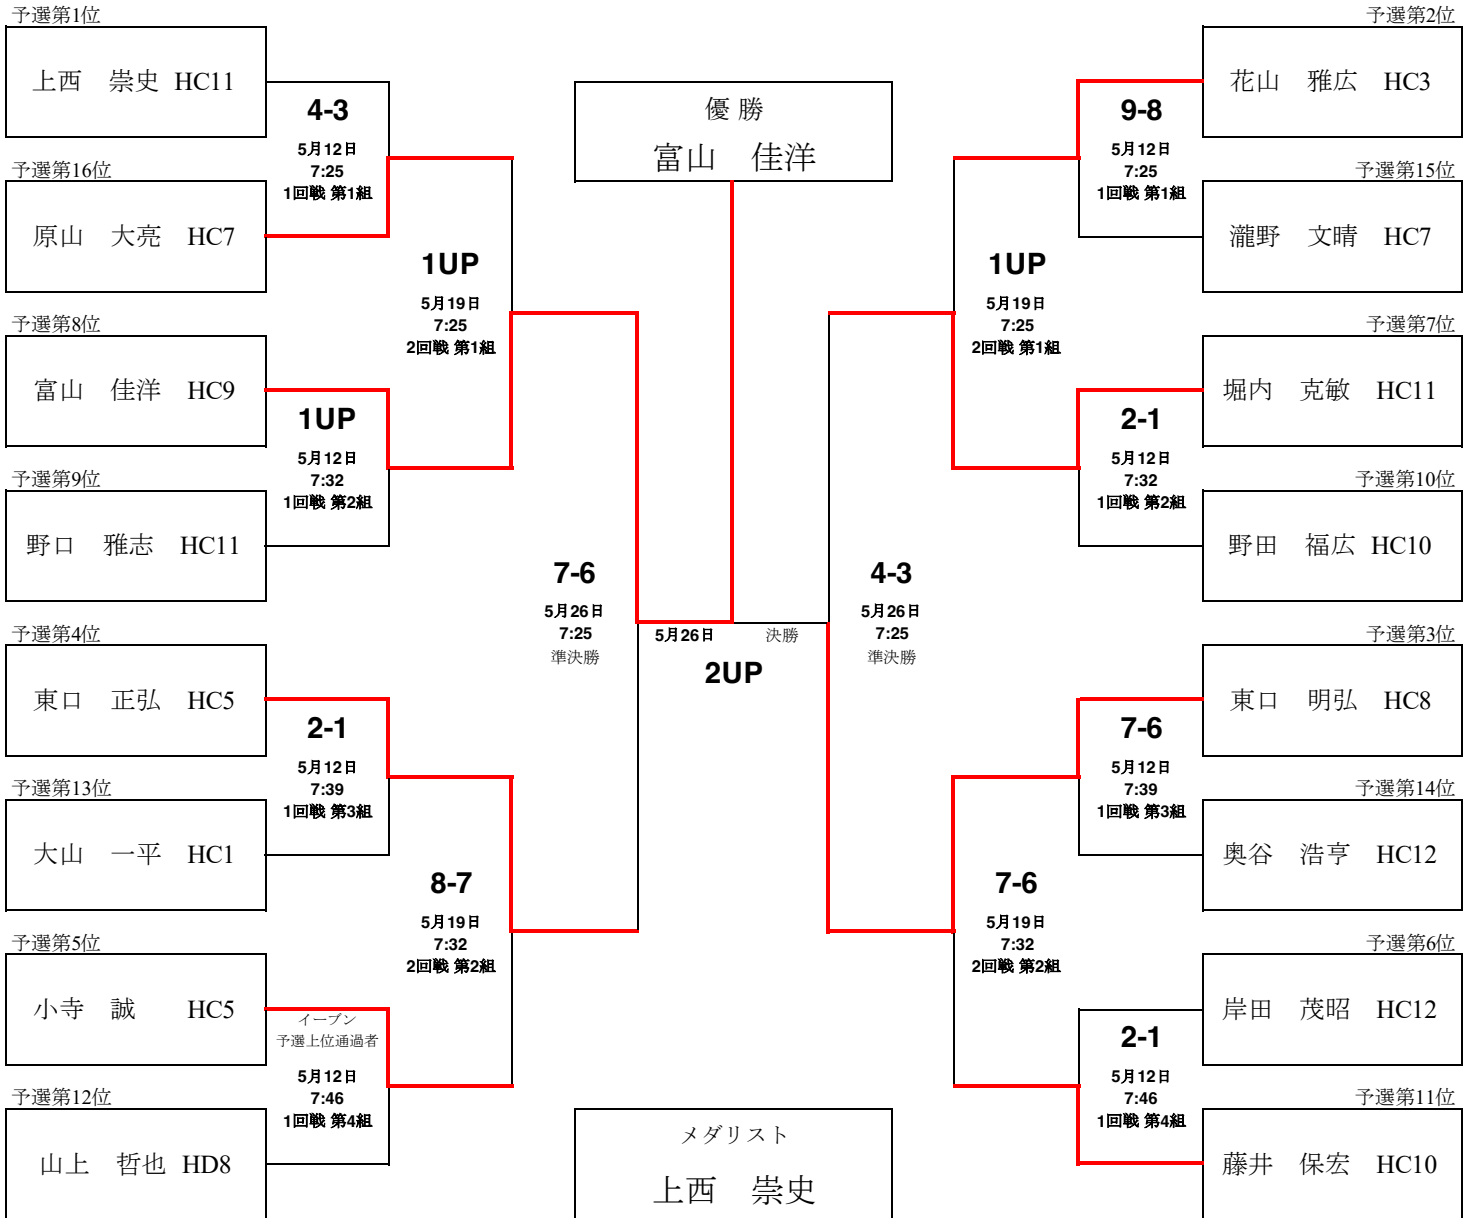 予選第1位
上西　崇史 HC11
4-3
5月12日
7:25
1回戦 第1組
予選第16位
原山　大亮　HC7
1UP
5月19日
7:25
2回戦 第1組
予選第8位
富山　佳洋　HC9
1UP
5月12日
7:32
1回戦 第2組
予選第9位
野口　雅志　HC11
7-6
5月26日
7:25
準決勝
予選第4位
東口　正弘　HC5
2-1
5月12日
7:39
1回戦 第3組
予選第13位
大山　一平　HC1
8-7
5月19日
7:32
2回戦 第2組
予選第5位
小寺　誠　　HC5
イーブン
予選上位通過者
5月12日
7:46
1回戦 第4組
予選第12位
山上　哲也 HD8
優 勝
富山　佳洋
5月26日　決勝
2UP
メダリスト
上西　崇史
予選第2位
花山　雅広　HC3
9-8
5月12日
7:25
1回戦 第1組
予選第15位
瀧野　文晴　HC7
1UP
5月19日
7:25
2回戦 第1組
予選第7位
堀内　克敏　HC11
2-1
5月12日
7:32
1回戦 第2組
予選第10位
野田　福広 HC10
4-3
5月26日
7:25
準決勝
予選第3位
東口　明弘　HC8
7-6
5月12日
7:39
1回戦 第3組
予選第14位
奥谷　浩亨　HC12
7-6
5月19日
7:32
2回戦 第2組
予選第6位
岸田　茂昭　HC12
2-1
5月12日
7:46
1回戦 第4組
予選第11位
藤井　保宏　HC10